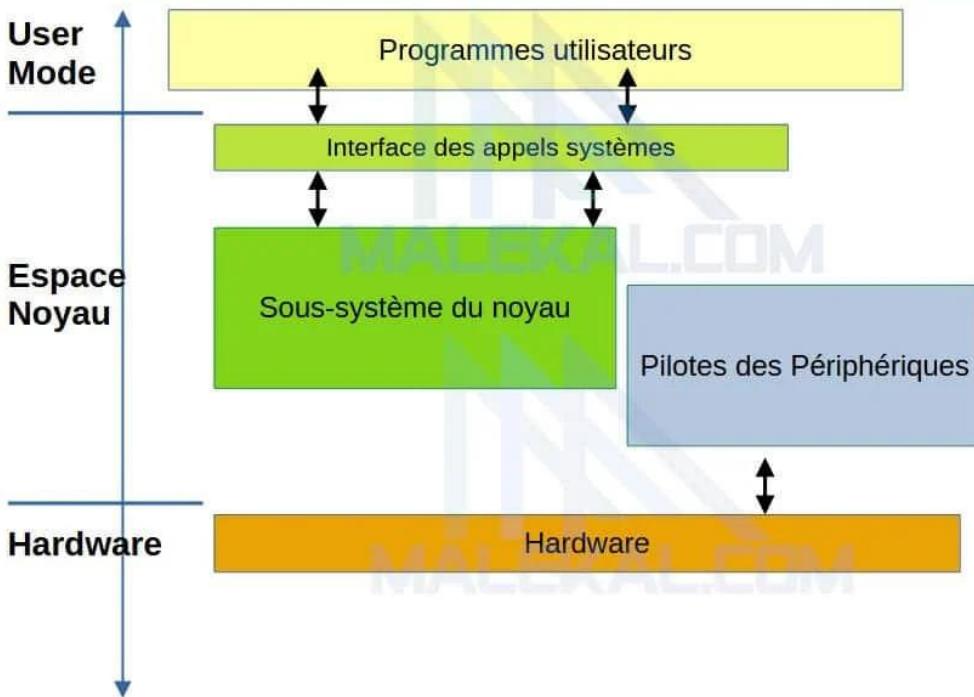 User
Mode
Programmes utilisateurs
Interface des appels systèmes
MALEKAL.COM
Espace
Noyau
Sous-système du noyau
Pilotes des Périphériques
Hardware
Hardware
MALEKAL.COM